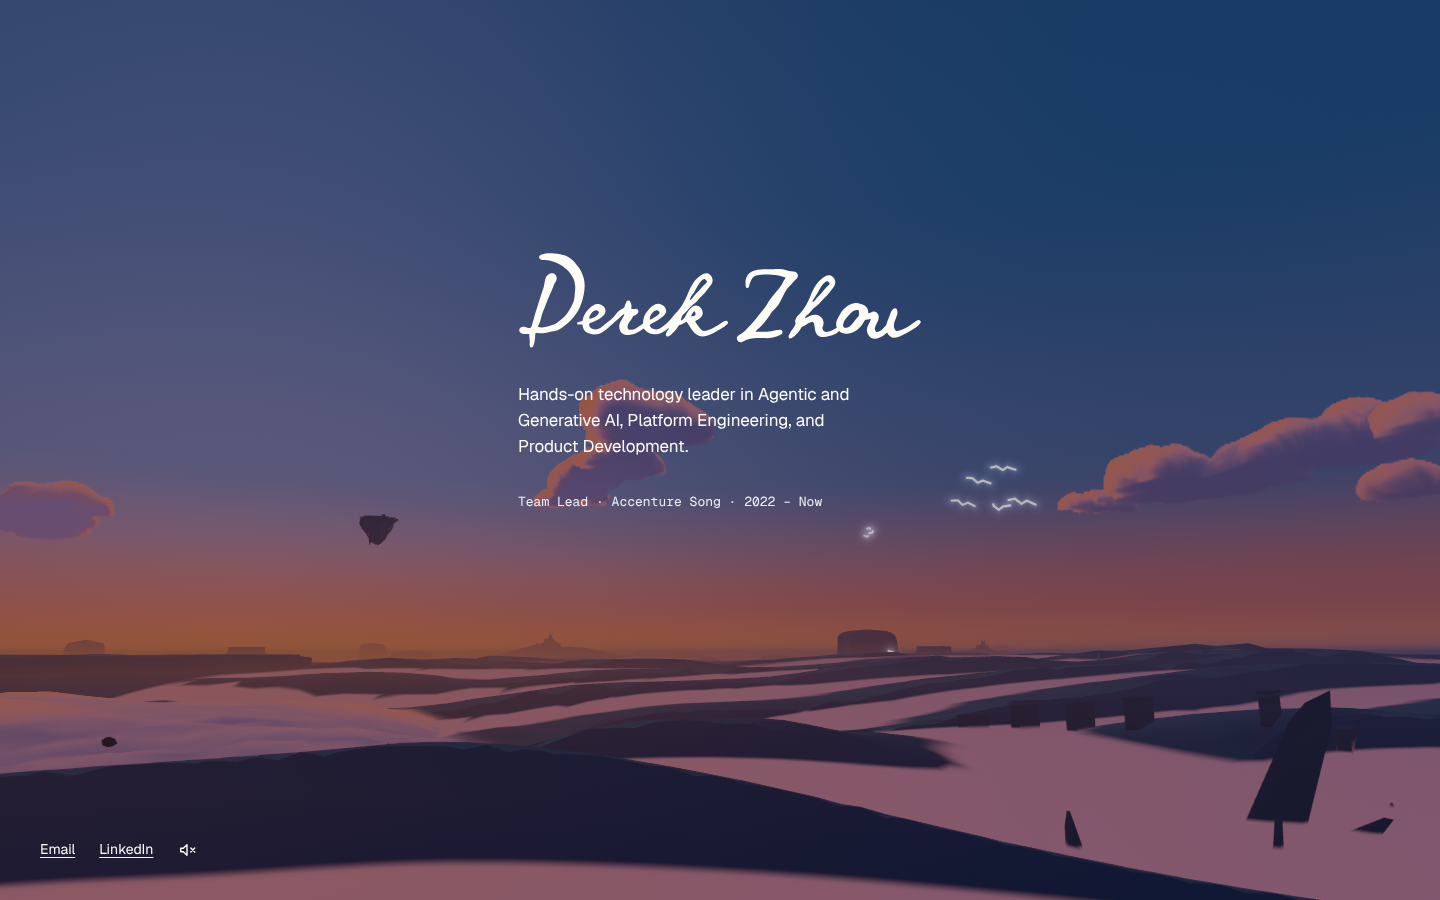 Derek Zhou
Hands-on technology leader in Agentic and
Generative AI, Platform Engineering, and
Product Development.
Team Lead · Accenture Song · 2022 – Now
Email LinkedIn